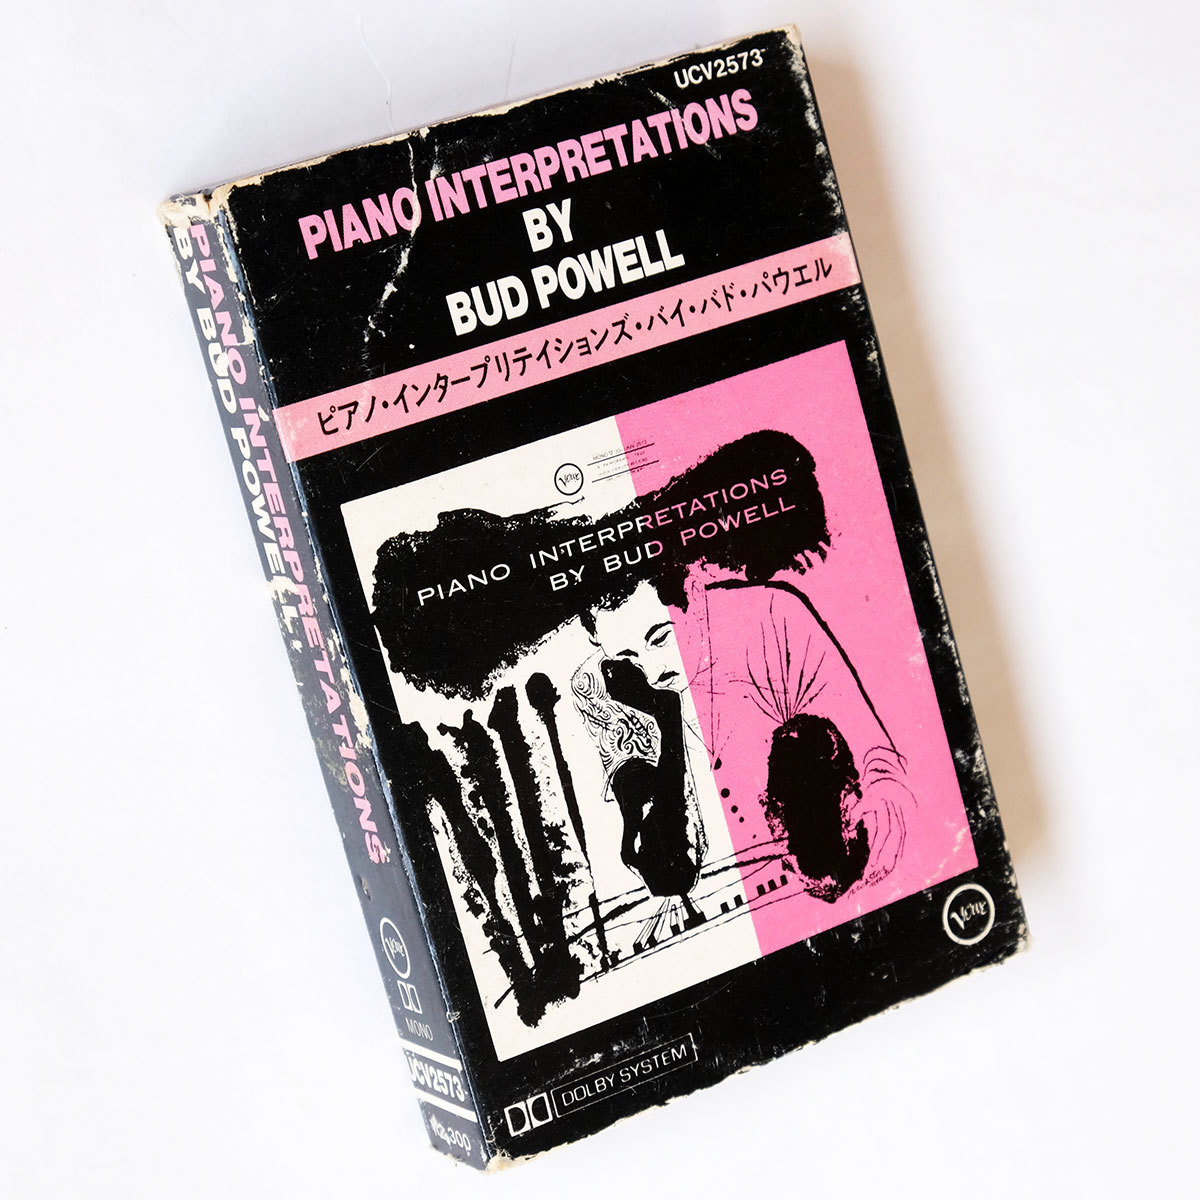 UCV2573
PIANO INTERPRETATIONS
BY
BUD POWELL
ピアノ・インタープリテイションズ・バイ・バド・パウエル
Verve
PIANO INTERPRETATIONS
BY BUD POWELL
Verve
DOLBY SYSTEM
PIANO INTERPRETATIONS
BY BUD POWELL
Verve
MONO
UCV2573
¥2,300